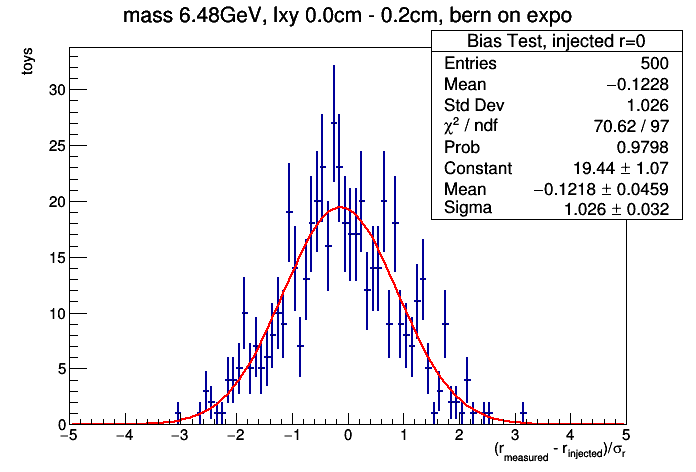 mass 6.48GeV, lxy 0.0cm - 0.2cm, bern on expo
toys
Bias Test, injected r=0
Entries 500
Mean −0.1228
Std Dev 1.026
χ² / ndf 70.62 / 97
Prob 0.9798
Constant 19.44 ± 1.07
Mean −0.1218 ± 0.0459
Sigma 1.026 ± 0.032
30
25
20
15
10
5
0
−5 −4 −3 −2 −1 0 1 2 3 4 5
(r_measured - r_injected)/σ_r